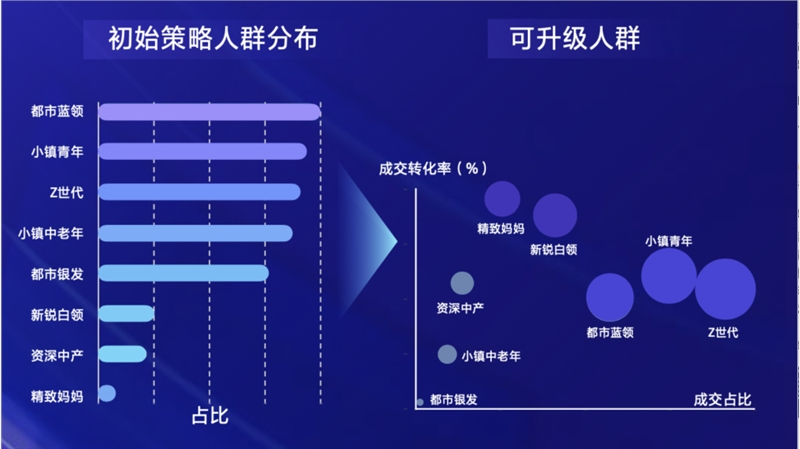 初始策略人群分布
可升级人群
都市蓝领
小镇青年
Z世代
小镇中老年
都市银发
新锐白领
资深中产
精致妈妈
占比
成交转化率（%）
精致妈妈
新锐白领
小镇青年
资深中产
都市蓝领
Z世代
小镇中老年
都市银发
成交占比